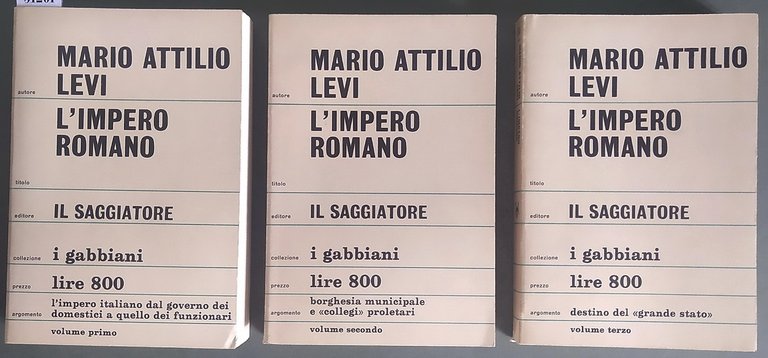 MARIO ATTILIO
autore LEVI
L'IMPERO
ROMANO
titolo
editore IL SAGGIATORE
collezione i gabbiani
prezzo lire 800
l'impero italiano dal governo dei
argomento domestici a quello dei funzionari
volume primo
MARIO ATTILIO
autore LEVI
L'IMPERO
ROMANO
titolo
editore IL SAGGIATORE
collezione i gabbiani
prezzo lire 800
borghesia municipale
argomento e «collegi» proletari
volume secondo
MARIO ATTILIO
autore LEVI
L'IMPERO
ROMANO
titolo
editore IL SAGGIATORE
collezione i gabbiani
prezzo lire 800
argomento destino del «grande stato»
volume terzo